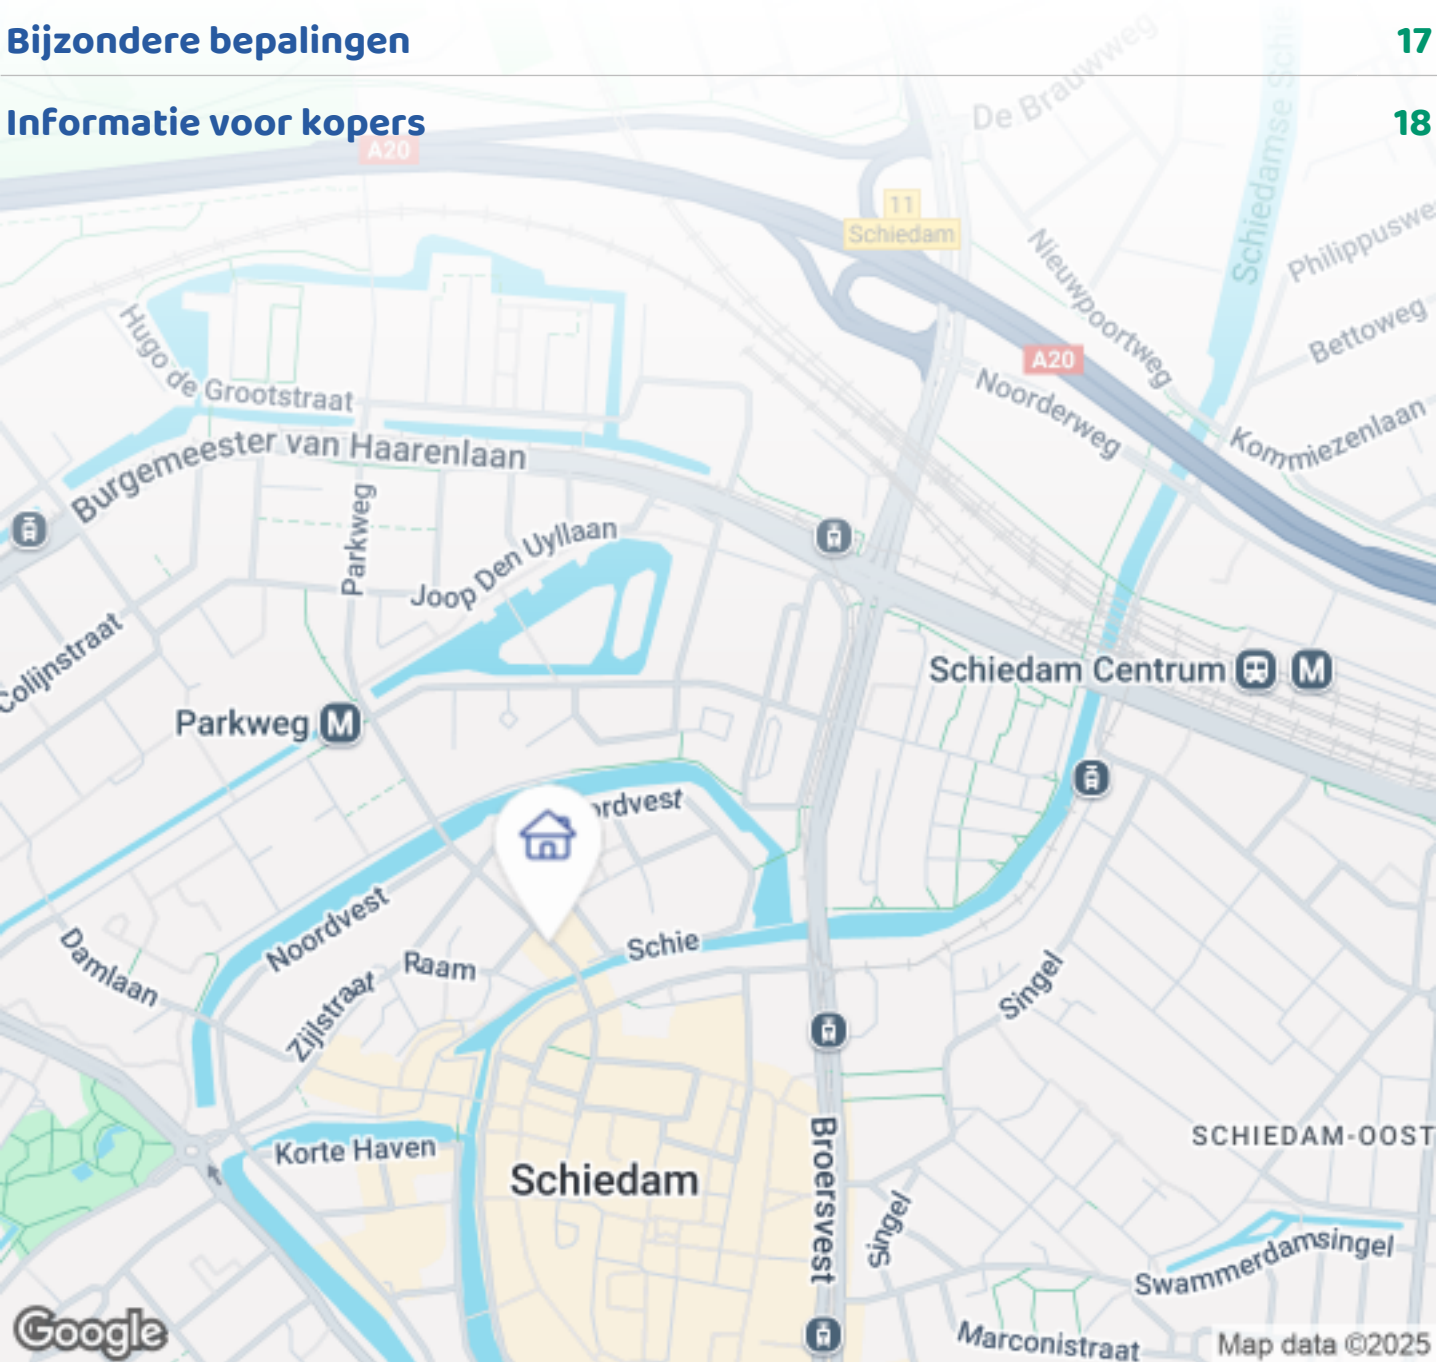 Bijzondere bepalingen 17
Informatie voor kopers 18
De Brauwweg
A20
Schiedamse Schie
11
Schiedam
Philippuswe
Nieuwpoortweg
Hugo de Grootstraat
Bettoweg
A20
Noorderweg
Kommiezenlaan
Burgemeester van Haarenlaan
Parkweg
Joop Den Uyllaan
Colijnstraat
Schiedam Centrum M
Parkweg M
ordvest
Noordvest
Schie
Raam
Damlaan
Zijlstraat
Singel
Korte Haven
Broersvest
SCHIEDAM-OOST
Schiedam
Singel
Swammerdamsingel
Marconistraat
Google
Map data ©2025